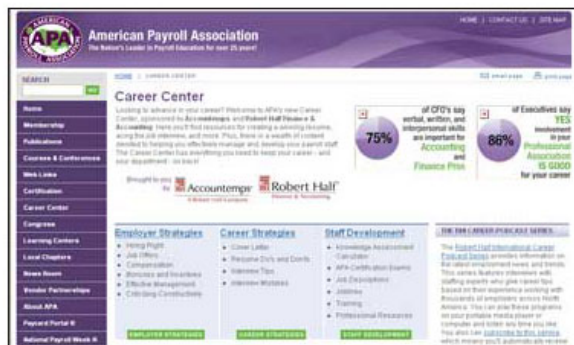 HOME | CONTACT US | SITE MAP
AMERICAN PAYROLL ASSOCIATION
APA
American Payroll Association
The Nation's Leader in Payroll Education for over 25 years!
SEARCH
GO
HOME | CAREER CENTER
email page
print page
Home
Membership
Publications
Courses & Conferences
Web Links
Certification
Career Center
Congress
Learning Centers
Local Chapters
News Room
Vendor Partnerships
About APA
Paycard Portal
National Payroll Week
Career Center
Looking to advance in your career? Welcome to APA's new Career
Center, sponsored by Accountemps and Robert Half Finance &
Accounting. Here you'll find resources for creating a winning resume,
acing the job interview, and more. Plus, there is a wealth of content
devoted to helping you effectively manage and develop your payroll staff.
The Career Center has everything you need to keep your career - and
your department - on track!
Brought to you
by
Accountemps
A Robert Half Company
Robert Half
Finance & Accounting
75%
of CFO's say
verbal, written, and
interpersonal skills
are important for
Accounting
and
Finance Pros
86%
of Executives say
YES
involvement
in your
Professional
Association
IS GOOD
for your career
Employer Strategies
Hiring Right
Job Offers
Compensation
Bonuses and Incentives
Effective Management
Criticizing Constructively
EMPLOYER STRATEGIES
Career Strategies
Cover Letter
Resume Do's and Don'ts
Interview Tips
Interview Mistakes
CAREER STRATEGIES
Staff Development
Knowledge Assessment
Calculator
APA Certification Exams
Job Descriptions
Jobline
Training
Professional Resources
STAFF DEVELOPMENT
THE RHI CAREER PODCAST SERIES
The Robert Half International Career
Podcast Series provides information on
the latest employment news and trends.
This series features interviews with
staffing experts who give career tips
based on their experience working with
thousands of employers across North
America. You can play these programs
on your portable media player or
computer and listen any time you like.
You also can subscribe to this service,
which means you'll automatically receive